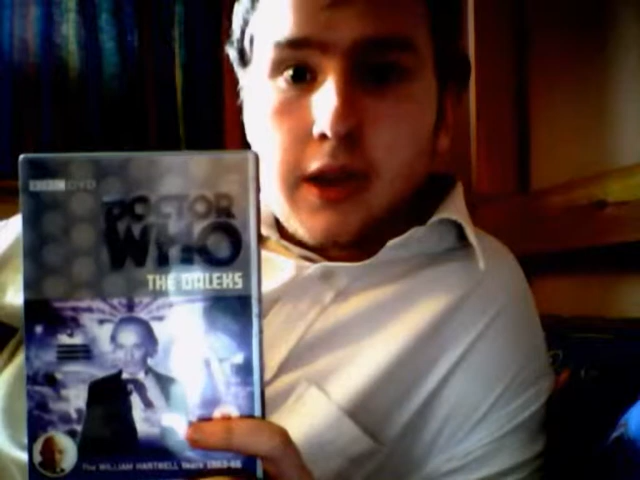 BBC DVD
DOCTOR
WHO
THE DALEKS
The WILLIAM HARTNELL Years 1963-66